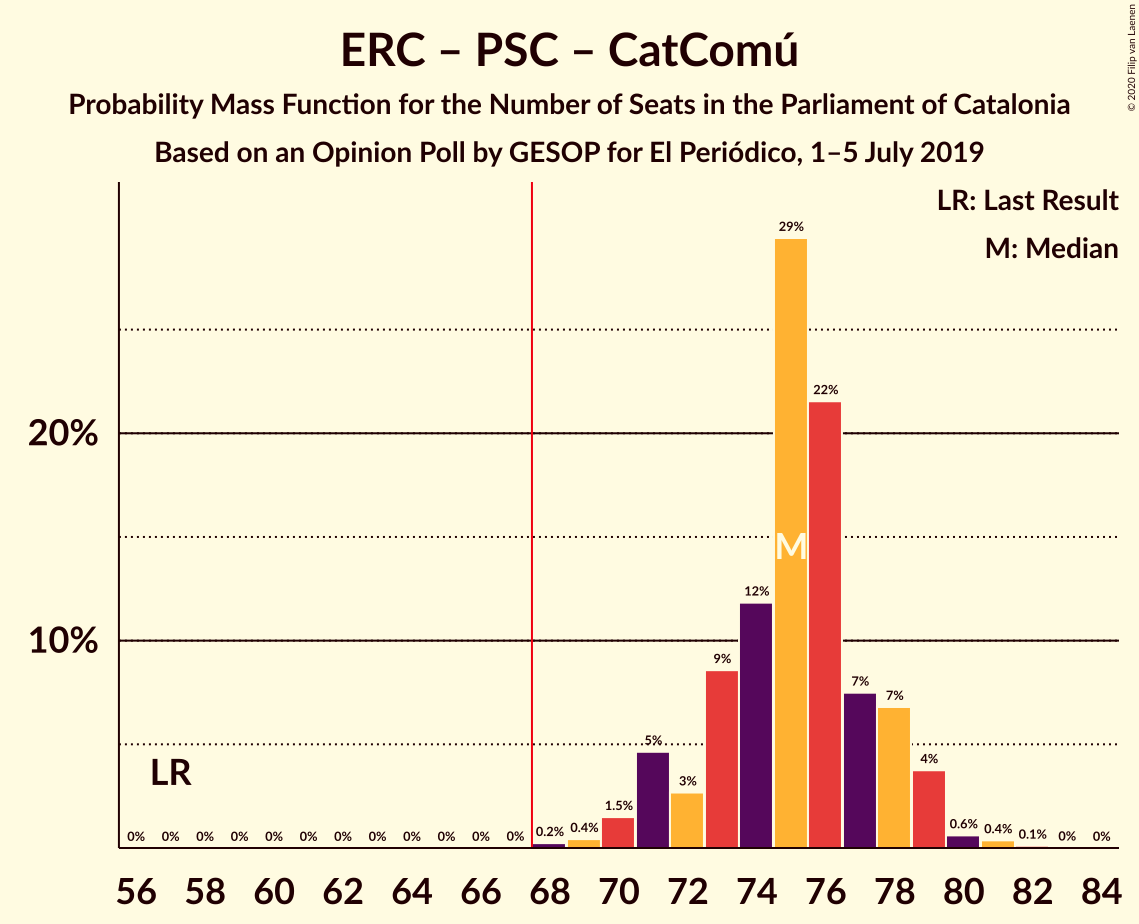 ERC – PSC – CatComú
Probability Mass Function for the Number of Seats in the Parliament of Catalonia
Based on an Opinion Poll by GESOP for El Periódico, 1–5 July 2019
© 2020 Filip van Laenen
LR: Last Result
M: Median
29%
22%
20%
M
12%
10%
9%
7%
7%
5%
4%
3%
LR
1.5%
0% 0% 0% 0% 0% 0% 0% 0% 0% 0% 0% 0% 0.2% 0.4% 0.6% 0.4% 0.1% 0% 0%
56 58 60 62 64 66 68 70 72 74 76 78 80 82 84